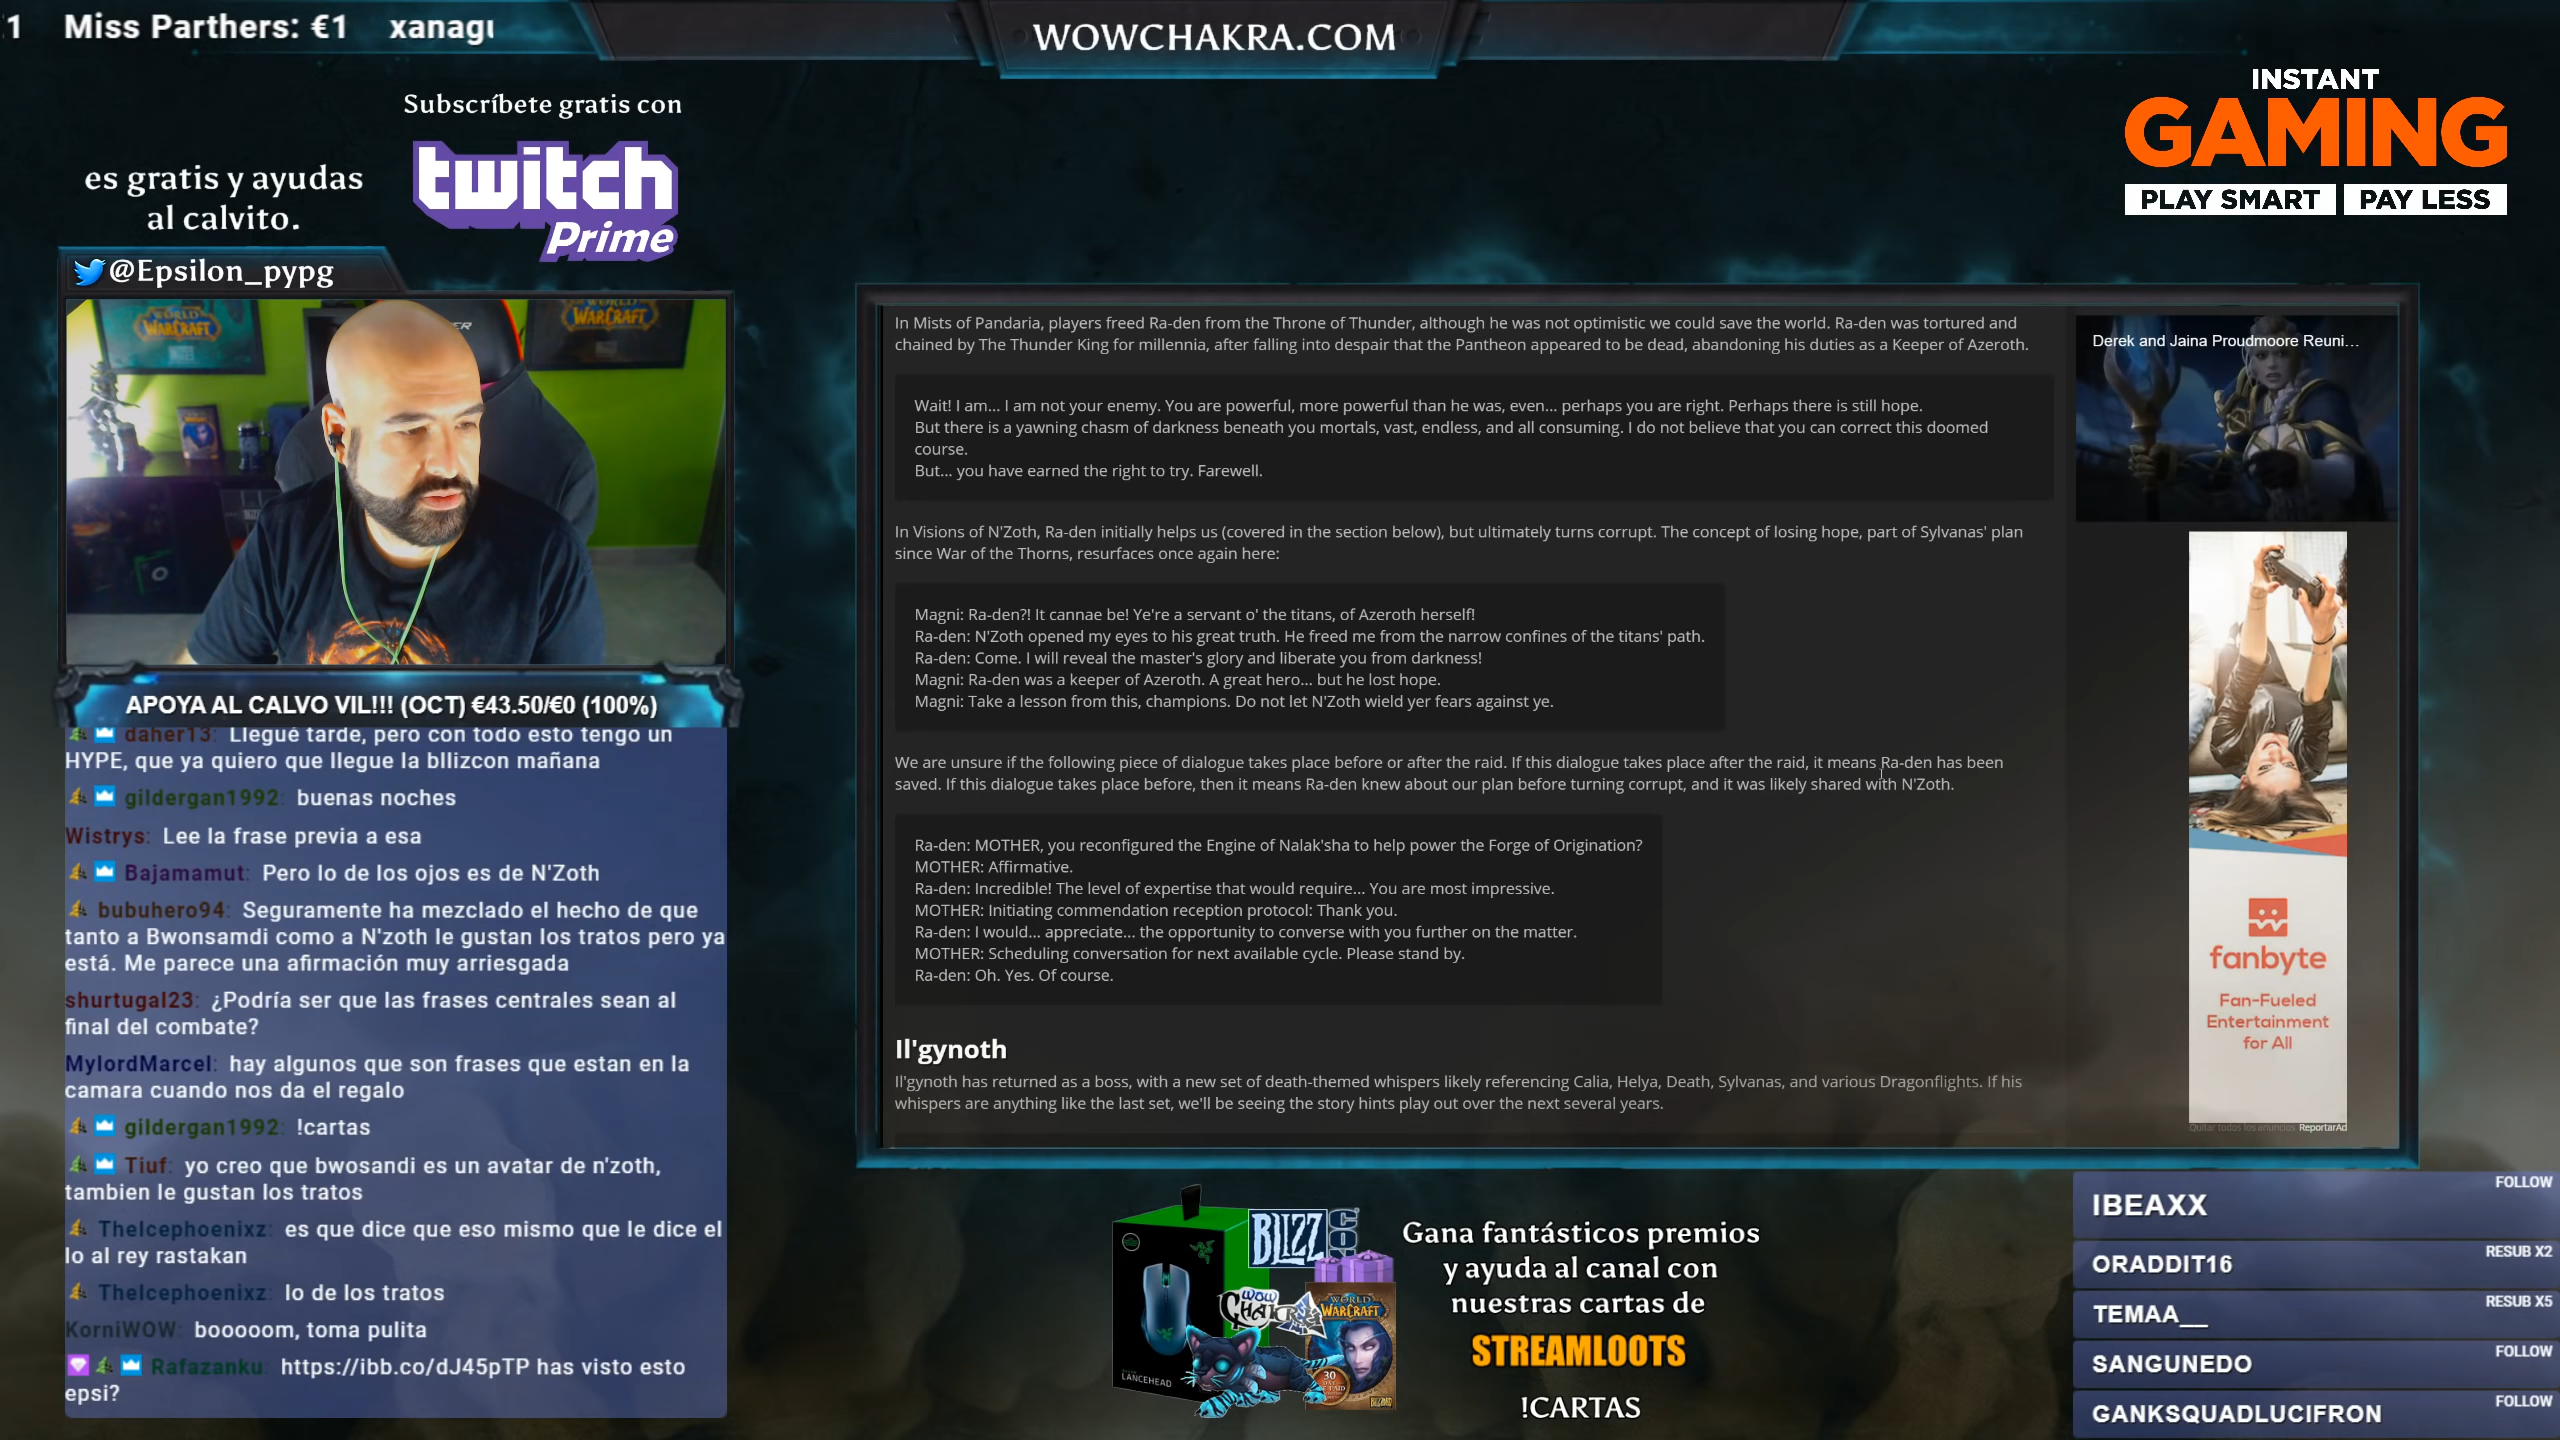 1 Miss Parthers: €1 xanagu
WOWCHAKRA.COM
INSTANT
GAMING
PLAY SMART PAY LESS
Subscríbete gratis con
twitch
Prime
es gratis y ayudas
al calvito.
@Epsilon_pypg
WORLD
WARCRAFT
WARCRAFT
APOYA AL CALVO VIL!!! (OCT) €43.50/€0 (100%)
daher13: Llegué tarde, pero con todo esto tengo un
HYPE, que ya quiero que llegue la bllizcon mañana
gildergan1992: buenas noches
Wistrys: Lee la frase previa a esa
Bajamamut: Pero lo de los ojos es de N'Zoth
bubuhero94: Seguramente ha mezclado el hecho de que
tanto a Bwonsamdi como a N'zoth le gustan los tratos pero ya
está. Me parece una afirmación muy arriesgada
shurtugal23: ¿Podría ser que las frases centrales sean al
final del combate?
MylordMarcel: hay algunos que son frases que estan en la
camara cuando nos da el regalo
gildergan1992: !cartas
Tiuf: yo creo que bwosandi es un avatar de n'zoth,
tambien le gustan los tratos
TheIcephoenixz: es que dice que eso mismo que le dice el
lo al rey rastakan
TheIcephoenixz: lo de los tratos
KorniWOW: booooom, toma pulita
Rafazanku: https://ibb.co/dJ45pTP has visto esto
epsi?
In Mists of Pandaria, players freed Ra-den from the Throne of Thunder, although he was not optimistic we could save the world. Ra-den was tortured and
chained by The Thunder King for millennia, after falling into despair that the Pantheon appeared to be dead, abandoning his duties as a Keeper of Azeroth.
Wait! I am... I am not your enemy. You are powerful, more powerful than he was, even... perhaps you are right. Perhaps there is still hope.
But there is a yawning chasm of darkness beneath you mortals, vast, endless, and all consuming. I do not believe that you can correct this doomed
course.
But... you have earned the right to try. Farewell.
In Visions of N'Zoth, Ra-den initially helps us (covered in the section below), but ultimately turns corrupt. The concept of losing hope, part of Sylvanas' plan
since War of the Thorns, resurfaces once again here:
Magni: Ra-den?! It cannae be! Ye're a servant o' the titans, of Azeroth herself!
Ra-den: N'Zoth opened my eyes to his great truth. He freed me from the narrow confines of the titans' path.
Ra-den: Come. I will reveal the master's glory and liberate you from darkness!
Magni: Ra-den was a keeper of Azeroth. A great hero... but he lost hope.
Magni: Take a lesson from this, champions. Do not let N'Zoth wield yer fears against ye.
We are unsure if the following piece of dialogue takes place before or after the raid. If this dialogue takes place after the raid, it means Ra-den has been
saved. If this dialogue takes place before, then it means Ra-den knew about our plan before turning corrupt, and it was likely shared with N'Zoth.
Ra-den: MOTHER, you reconfigured the Engine of Nalak'sha to help power the Forge of Origination?
MOTHER: Affirmative.
Ra-den: Incredible! The level of expertise that would require... You are most impressive.
MOTHER: Initiating commendation reception protocol: Thank you.
Ra-den: I would... appreciate... the opportunity to converse with you further on the matter.
MOTHER: Scheduling conversation for next available cycle. Please stand by.
Ra-den: Oh. Yes. Of course.
Il'gynoth
Il'gynoth has returned as a boss, with a new set of death-themed whispers likely referencing Calia, Helya, Death, Sylvanas, and various Dragonflights. If his
whispers are anything like the last set, we'll be seeing the story hints play out over the next several years.
Derek and Jaina Proudmoore Reuni...
fanbyte
Fan-Fueled
Entertainment
for All
Quitar todos los anuncios ReportarAd
BLIZZ
CON
WOW
CHAKRA
WORLD
WARCRAFT
30
LANCEHEAD
Gana fantásticos premios
y ayuda al canal con
nuestras cartas de
STREAMLOOTS
!CARTAS
FOLLOW
IBEAXX
RESUB X2
ORADDIT16
RESUB X5
TEMAA__
FOLLOW
SANGUNEDO
FOLLOW
GANKSQUADLUCIFRON